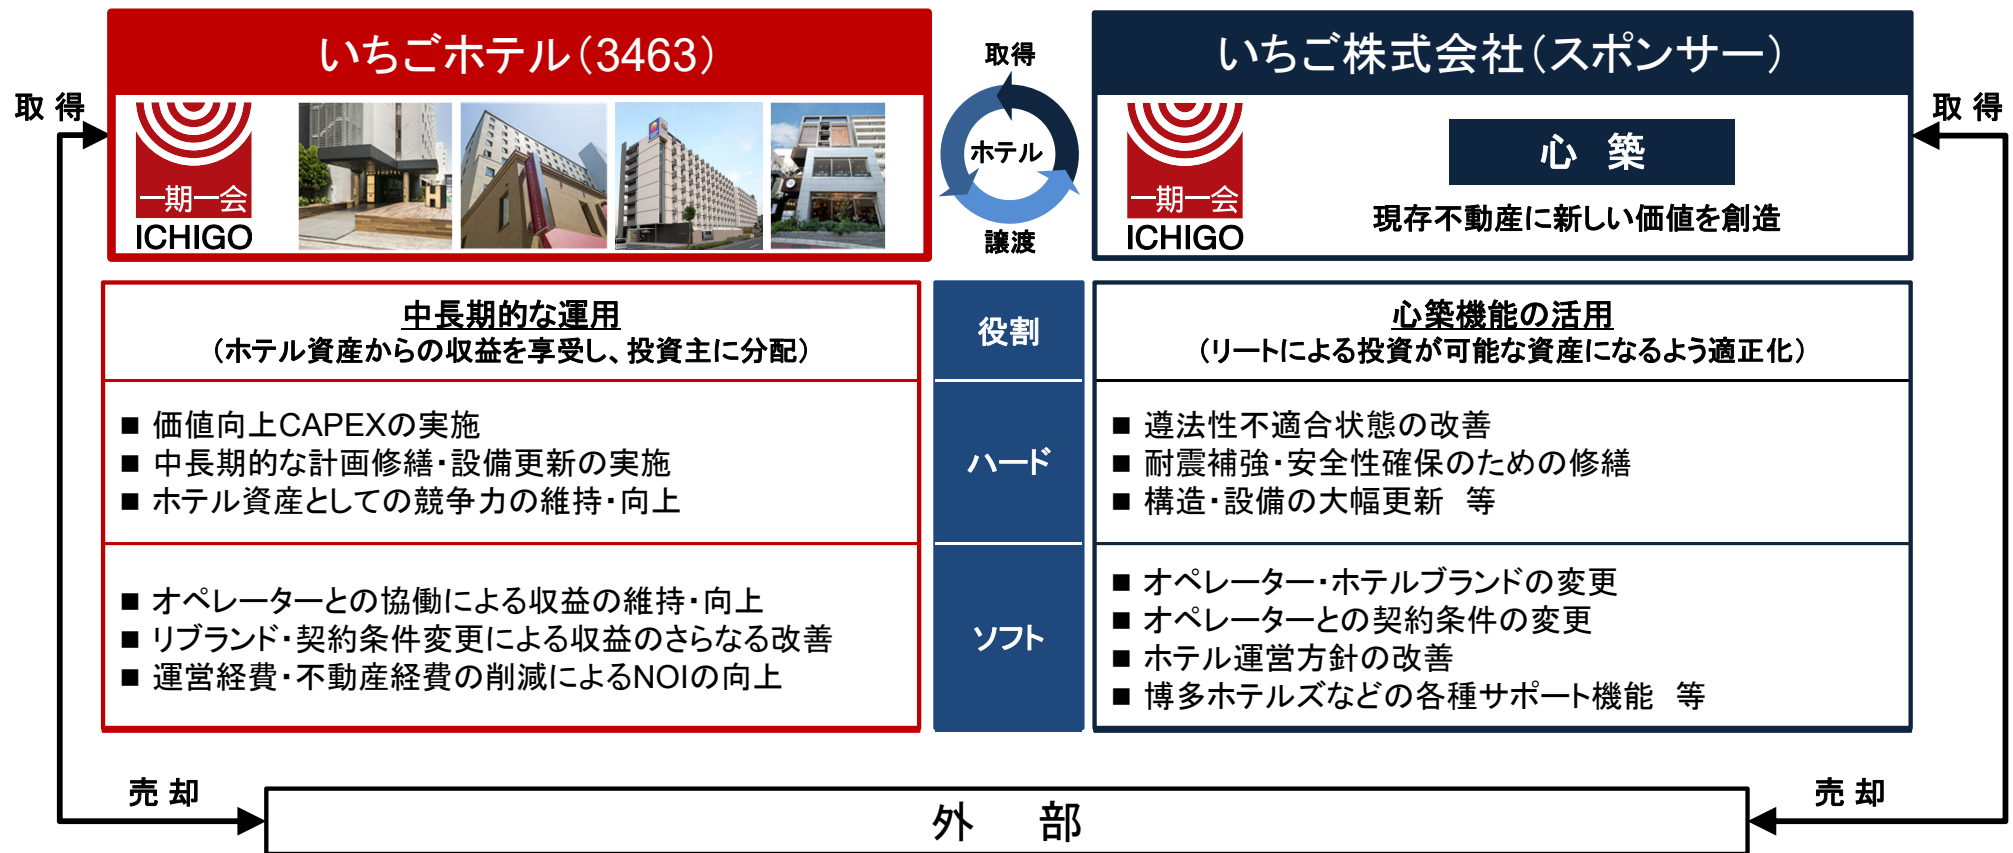 いちごホテル（3463）
取得
一期一会
ICHIGO
取得
ホテル
譲渡
いちご株式会社（スポンサー）
取得
一期一会
ICHIGO
心 築
現存不動産に新しい価値を創造
中長期的な運用
（ホテル資産からの収益を享受し、投資主に分配）
役割
心築機能の活用
（リートによる投資が可能な資産になるよう適正化）
■ 価値向上CAPEXの実施
■ 中長期的な計画修繕・設備更新の実施
■ ホテル資産としての競争力の維持・向上
ハード
■ 遵法性不適合状態の改善
■ 耐震補強・安全性確保のための修繕
■ 構造・設備の大幅更新 等
■ オペレーターとの協働による収益の維持・向上
■ リブランド・契約条件変更による収益のさらなる改善
■ 運営経費・不動産経費の削減によるNOIの向上
ソフト
■ オペレーター・ホテルブランドの変更
■ オペレーターとの契約条件の変更
■ ホテル運営方針の改善
■ 博多ホテルズなどの各種サポート機能 等
売却
外 部
売却